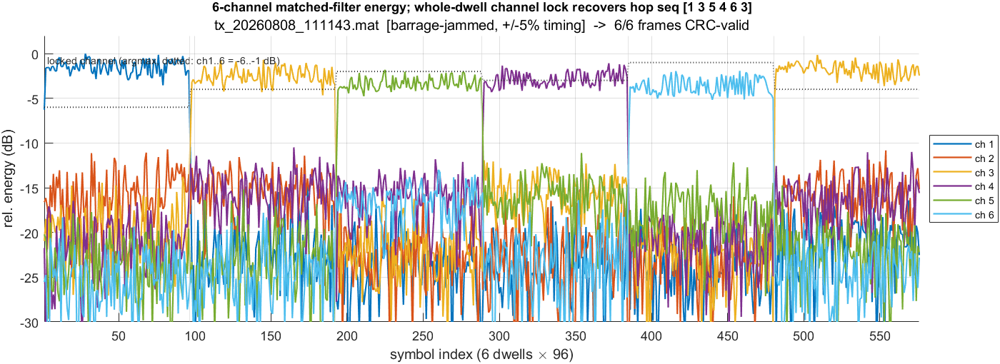 6-channel matched-filter energy; whole-dwell channel lock recovers hop seq [1 3 5 4 6 3]
tx_20260808_111143.mat [barrage-jammed, +/-5% timing] -> 6/6 frames CRC-valid
locked channel (argmax, dotted: ch1..6 = -6..-1 dB)
rel. energy (dB)
0
-5
-10
-15
-20
-25
-30
50
100
150
200
250
300
350
400
450
500
550
symbol index (6 dwells × 96)
ch 1
ch 2
ch 3
ch 4
ch 5
ch 6